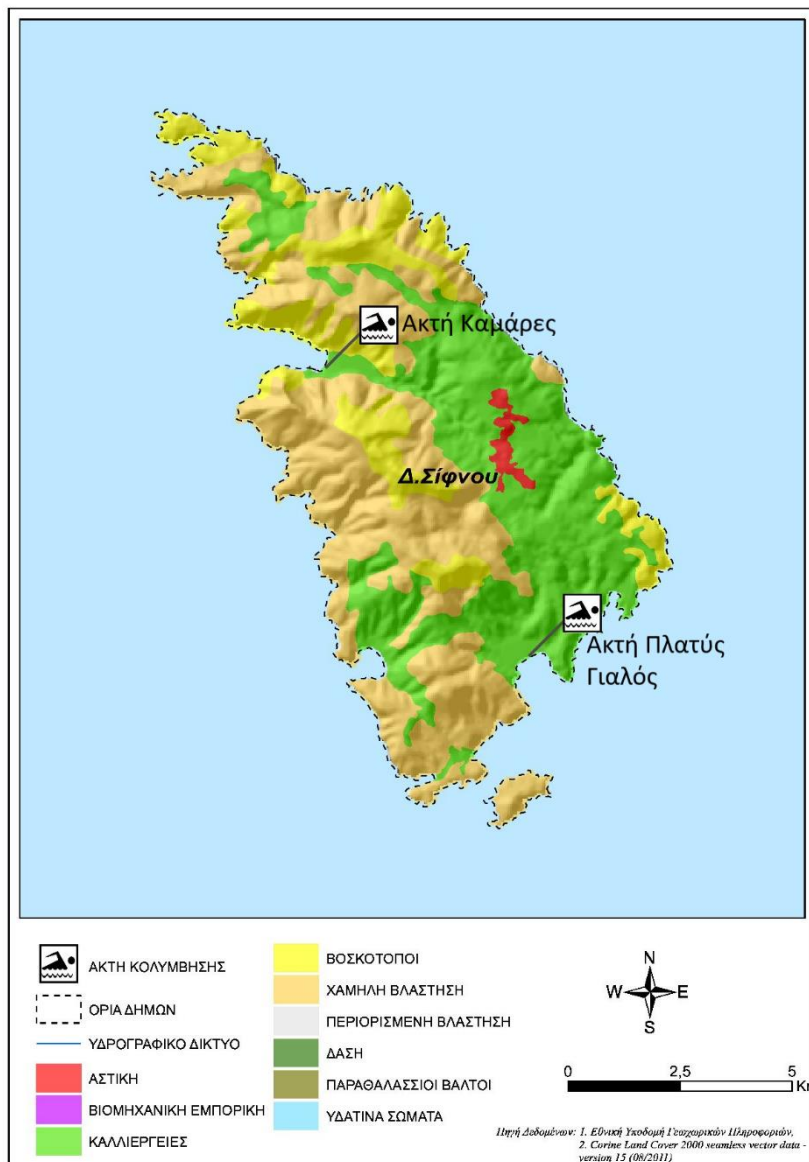 Ακτή Καμάρες
Δ.Σίφνου
Ακτή Πλατύς
Γιαλός
ΑΚΤΗ ΚΟΛΥΜΒΗΣΗΣ
ΟΡΙΑ ΔΗΜΩΝ
ΥΔΡΟΓΡΑΦΙΚΟ ΔΙΚΤΥΟ
ΑΣΤΙΚΗ
ΒΙΟΜΗΧΑΝΙΚΗ ΕΜΠΟΡΙΚΗ
ΚΑΛΛΙΕΡΓΕΙΕΣ
ΒΟΣΚΟΤΟΠΟΙ
ΧΑΜΗΛΗ ΒΛΑΣΤΗΣΗ
ΠΕΡΙΟΡΙΣΜΕΝΗ ΒΛΑΣΤΗΣΗ
ΔΑΣΗ
ΠΑΡΑΘΑΛΑΣΣΙΟΙ ΒΑΛΤΟΙ
ΥΔΑΤΙΝΑ ΣΩΜΑΤΑ
N
W E
S
0 2,5 5
Πηγή Δεδομένων: 1. Εθνική Υποδομή Γεωχωρικών Πληροφοριών,
2. Corine Land Cover 2000 seamless vector data -
version 15 (08/2011)